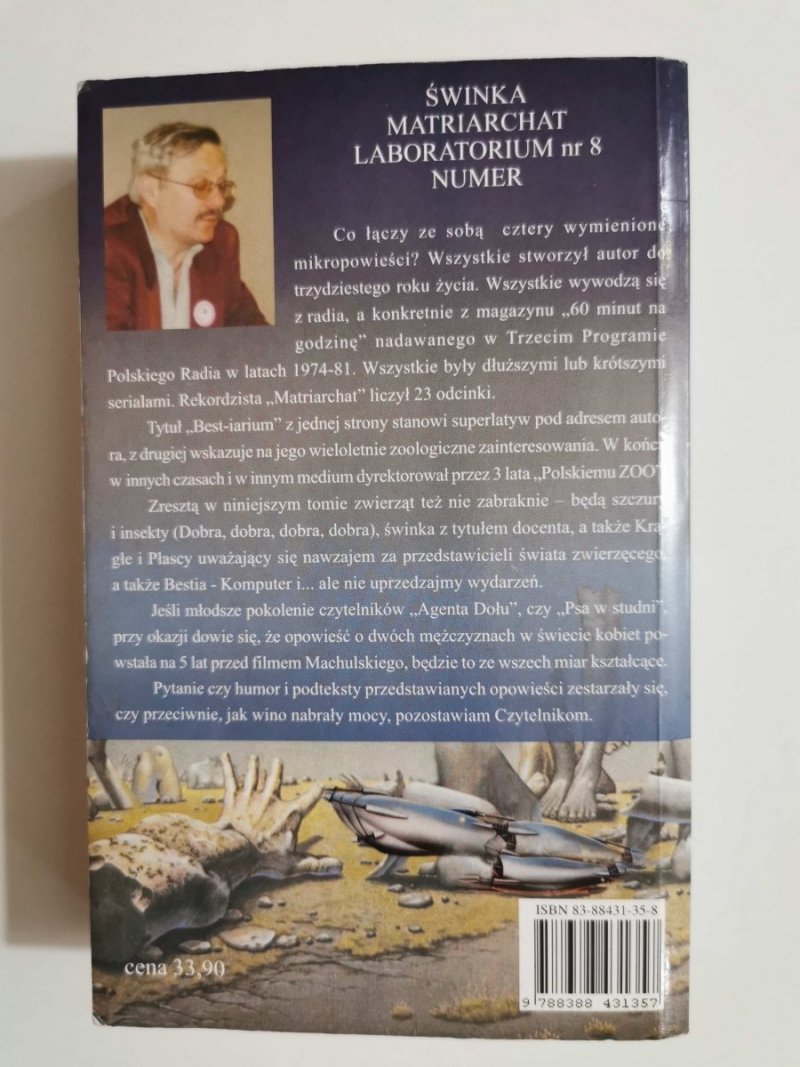 ŚWINKA
MATRIARCHAT
LABORATORIUM nr 8
NUMER
Co łączy ze sobą cztery wymienione
mikropowieści? Wszystkie stworzył autor do
trzydziestego roku życia. Wszystkie wywodzą się
z radia, a konkretnie z magazynu „60 minut na
godzinę” nadawanego w Trzecim Programie
Polskiego Radia w latach 1974-81. Wszystkie były dłuższymi lub krótszymi
serialami. Rekordzista „Matriarchat” liczył 23 odcinki.
Tytuł „Best-iarium” z jednej strony stanowi superlatyw pod adresem auto-
ra, z drugiej wskazuje na jego wieloletnie zoologiczne zainteresowania. W końcu
w innych czasach i w innym medium dyrektorował przez 3 lata „Polskiemu ZOO”
Zresztą w niniejszym tomie zwierząt też nie zabraknie – będą szczury
i insekty (Dobra, dobra, dobra, dobra), świnka z tytułem docenta, a także Krą-
głe i Płascy uważający się nawzajem za przedstawicieli świata zwierzęcego,
a także Bestia - Komputer i... ale nie uprzedzajmy wydarzeń.
Jeśli młodsze pokolenie czytelników „Agenta Dołu”, czy „Psa w studni”,
przy okazji dowie się, że opowieść o dwóch mężczyznach w świecie kobiet po-
wstała na 5 lat przed filmem Machulskiego, będzie to ze wszech miar kształcące.
Pytanie czy humor i podteksty przedstawianych opowieści zestarzały się,
czy przeciwnie, jak wino nabrały mocy, pozostawiam Czytelnikom.
ISBN 83-88431-35-8
cena 33,90
9 788388 431357